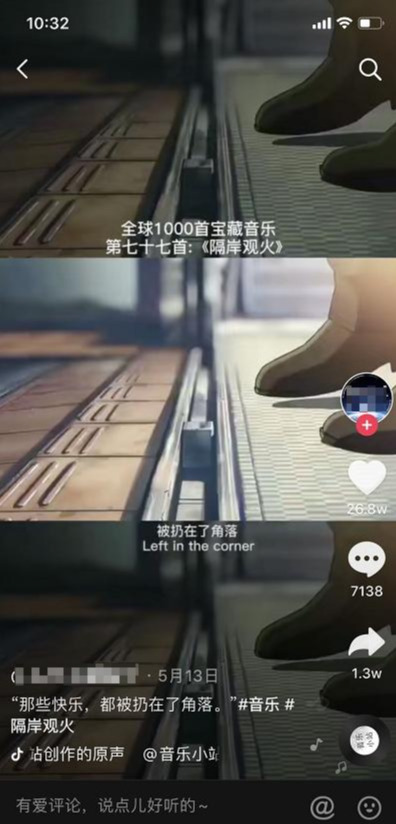 10:32
全球1000首宝藏音乐
第七十七首:《隔岸观火》
被扔在了角落
Left in the corner
26.8w
7138
1.3w
· 5月13日
“那些快乐，都被扔在了角落。”#音乐 #
隔岸观火
站创作的原声 @音乐小站
有爱评论，说点儿好听的~